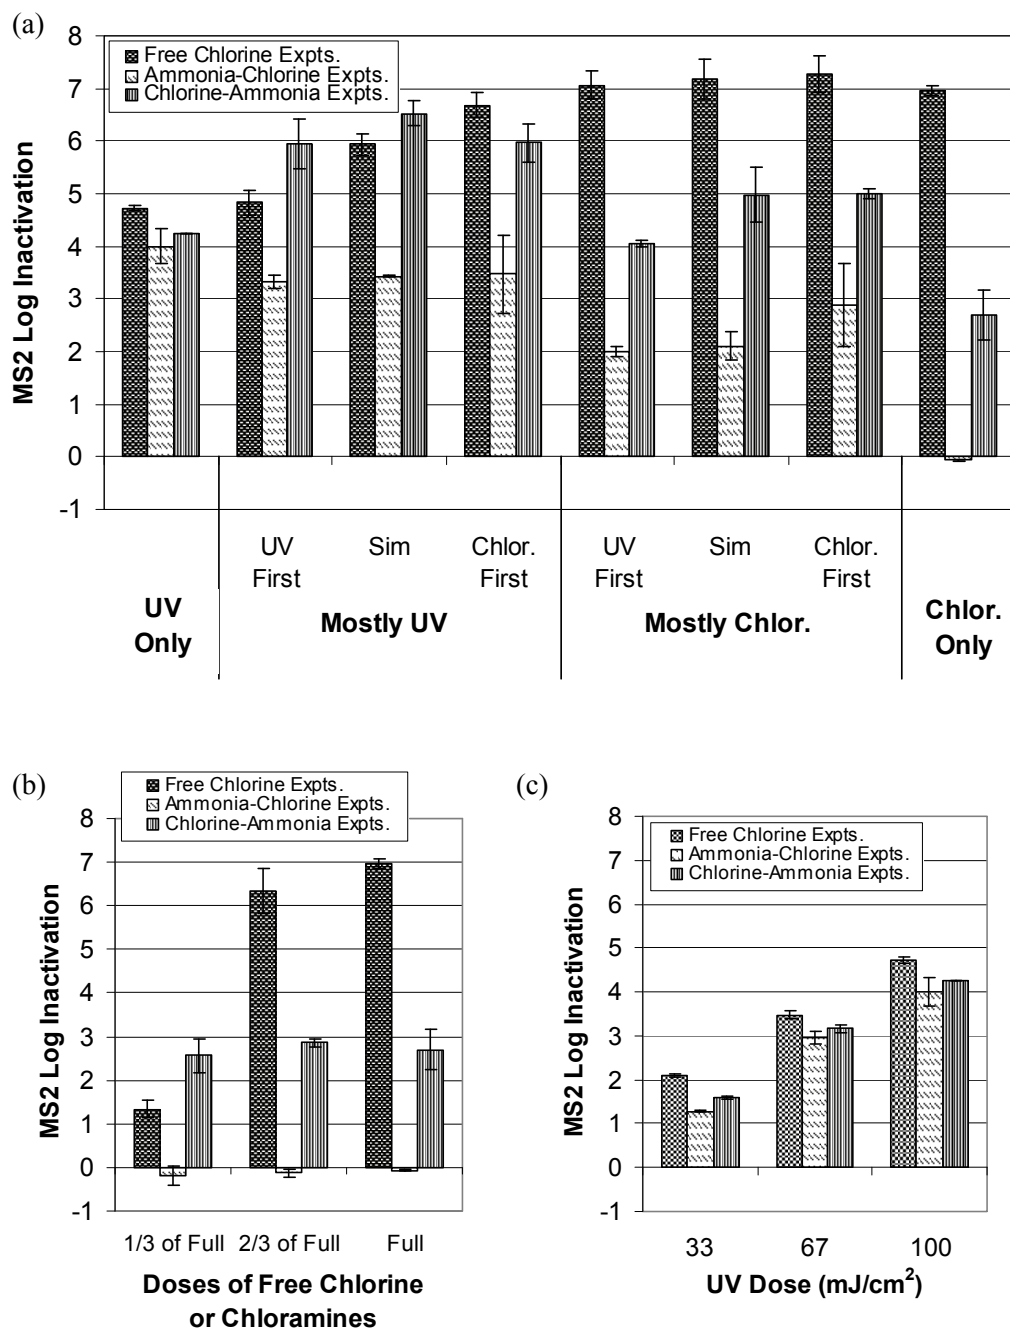 (a)
8
7
6
5
4
3
2
1
0
-1
MS2 Log Inactivation
Free Chlorine Expts.
Ammonia-Chlorine Expts.
Chlorine-Ammonia Expts.
UV First
Sim
Chlor. First
UV First
Sim
Chlor. First
UV Only
Mostly UV
Mostly Chlor.
Chlor. Only
(b)
Free Chlorine Expts.
Ammonia-Chlorine Expts.
Chlorine-Ammonia Expts.
8
7
6
5
4
3
2
1
0
-1
MS2 Log Inactivation
1/3 of Full 2/3 of Full Full
Doses of Free Chlorine
or Chloramines
(c)
Free Chlorine Expts.
Ammonia-Chlorine Expts.
Chlorine-Ammonia Expts.
8
7
6
5
4
3
2
1
0
-1
MS2 Log Inactivation
33 67 100
UV Dose (mJ/cm²)